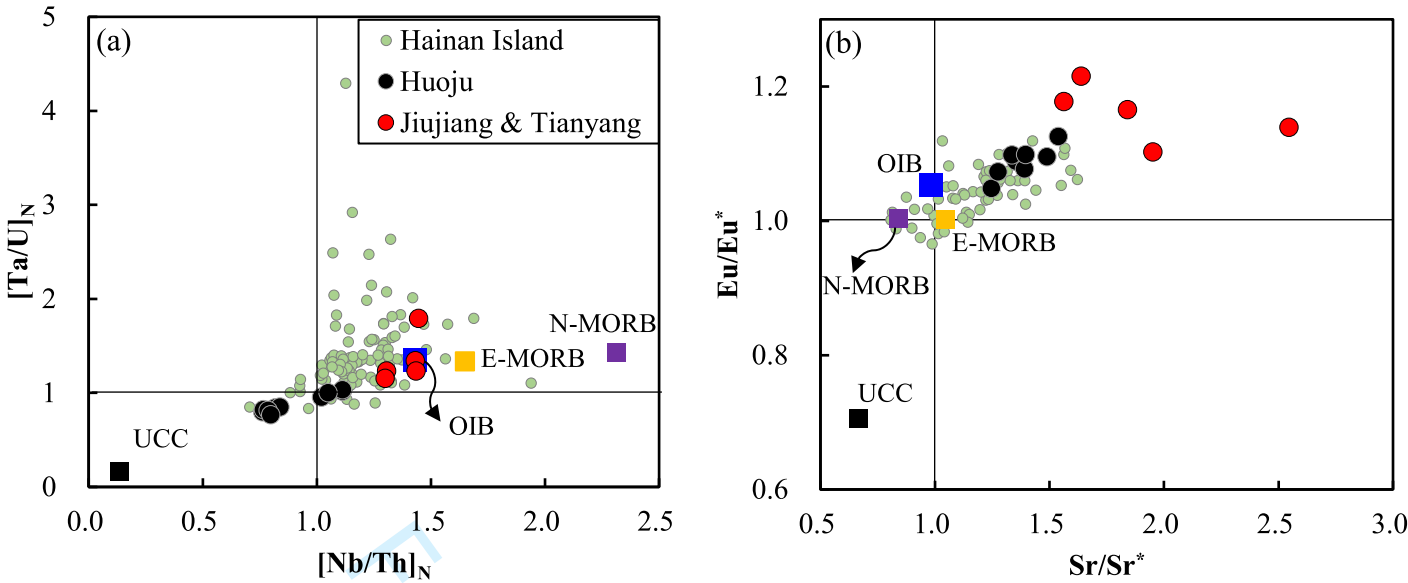 (a)
Hainan Island
Huoju
Jiujiang & Tianyang
5
4
3
2
1
0
[Ta/U]N
N-MORB
E-MORB
OIB
UCC
0.0 0.5 1.0 1.5 2.0 2.5
[Nb/Th]N
F
(b)
1.2
1.0
0.8
0.6
Eu/Eu*
OIB
E-MORB
N-MORB
UCC
0.5 1.0 1.5 2.0 2.5 3.0
Sr/Sr*